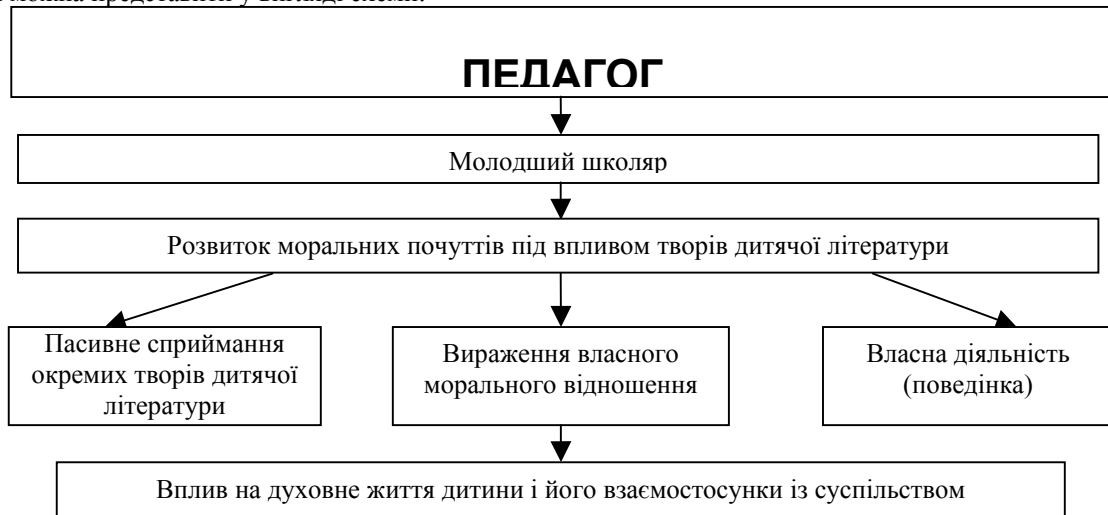 можна представити у вигляді схеми:
ПЕДАГОГ
Молодший школяр
Розвиток моральних почуттів під впливом творів дитячої літератури
Пасивне сприймання
окремих творів дитячої
літератури
Вираження власного
морального відношення
Власна діяльність
(поведінка)
Вплив на духовне життя дитини і його взаємостосунки із суспільством